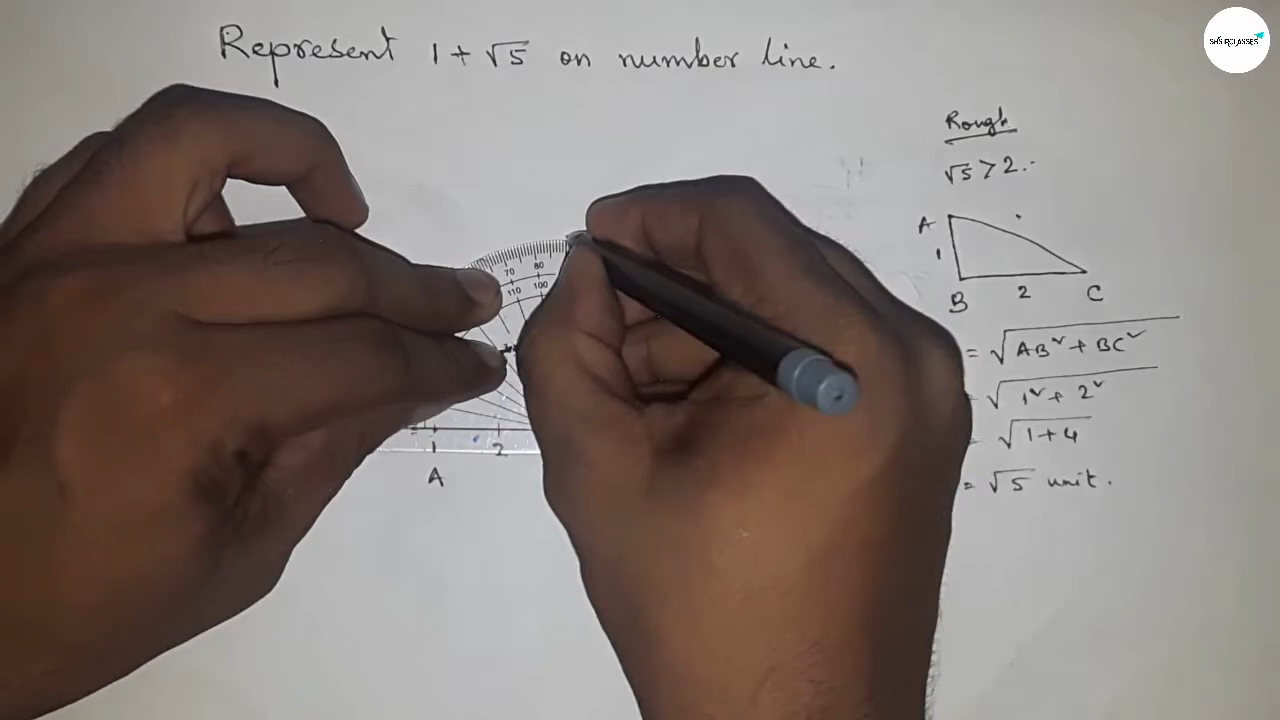 Represent 1 + √5 on number line.
SHSIRCLASSES
Rough
√5 > 2.
A
1
B 2 C
= √AB² + BC²
√1² + 2²
√1 + 4
= √5 unit.
70 80
110 100
1 2
A